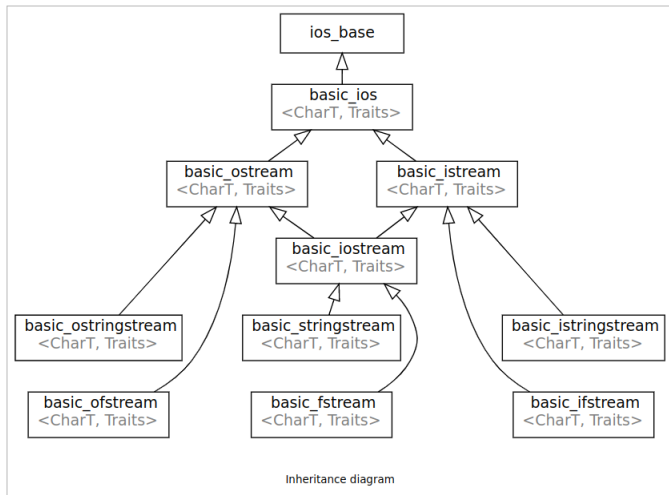 ios_base
basic_ios
<CharT, Traits>
basic_ostream
<CharT, Traits>
basic_istream
<CharT, Traits>
basic_iostream
<CharT, Traits>
basic_ostringstream
<CharT, Traits>
basic_stringstream
<CharT, Traits>
basic_istringstream
<CharT, Traits>
basic_ofstream
<CharT, Traits>
basic_fstream
<CharT, Traits>
basic_ifstream
<CharT, Traits>
Inheritance diagram